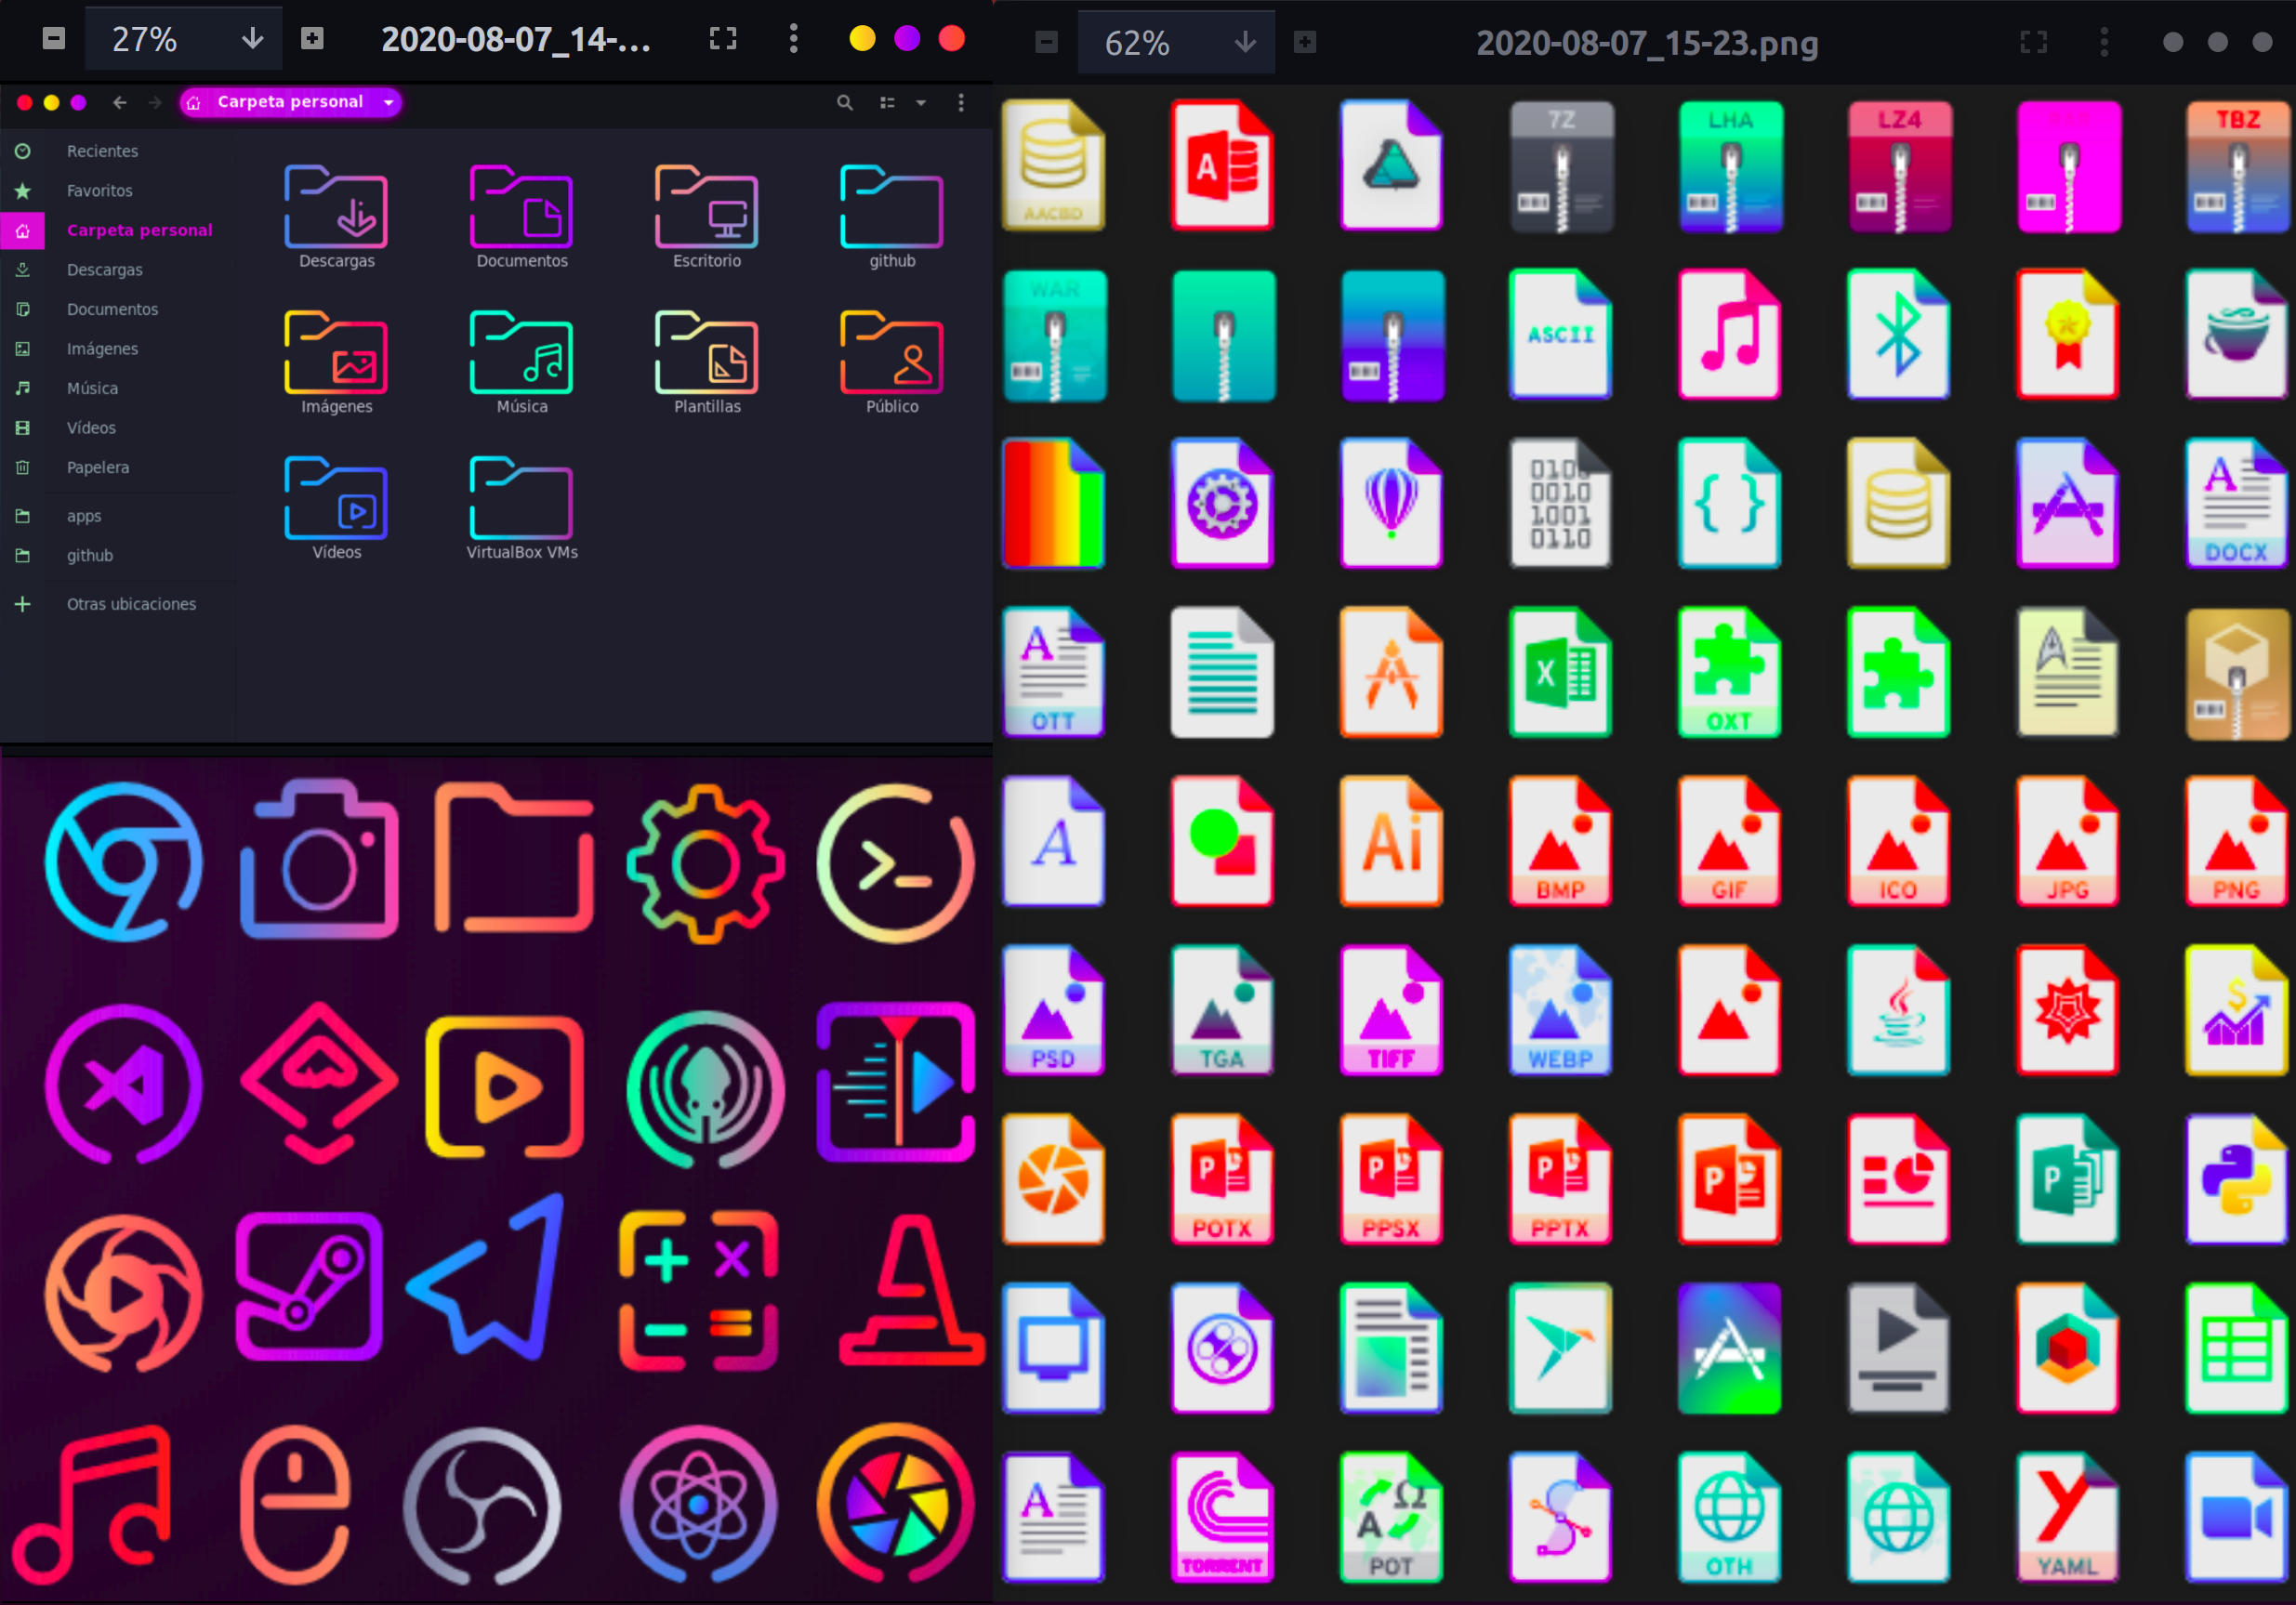 27%
2020-08-07_14-...
62%
2020-08-07_15-23.png
Carpeta personal
Recientes
Favoritos
Carpeta personal
Descargas
Documentos
Imágenes
Música
Vídeos
Papelera
apps
github
Otras ubicaciones
Descargas
Documentos
Escritorio
github
Imágenes
Música
Plantillas
Público
Vídeos
VirtualBox VMs
AACBD
A
7Z
LHA
LZ4
TBZ
WAR
ASCII
0100
0010
1001
0110
{ }
A
DOCX
A
OTT
X
OXT
A
Ai
BMP
GIF
ICO
JPG
PNG
PSD
TGA
TIFF
WEBP
$
P
POTX
P
PPSX
P
PPTX
P
P
A
TORRENT
Ω
A
POT
OTH
Y
YAML